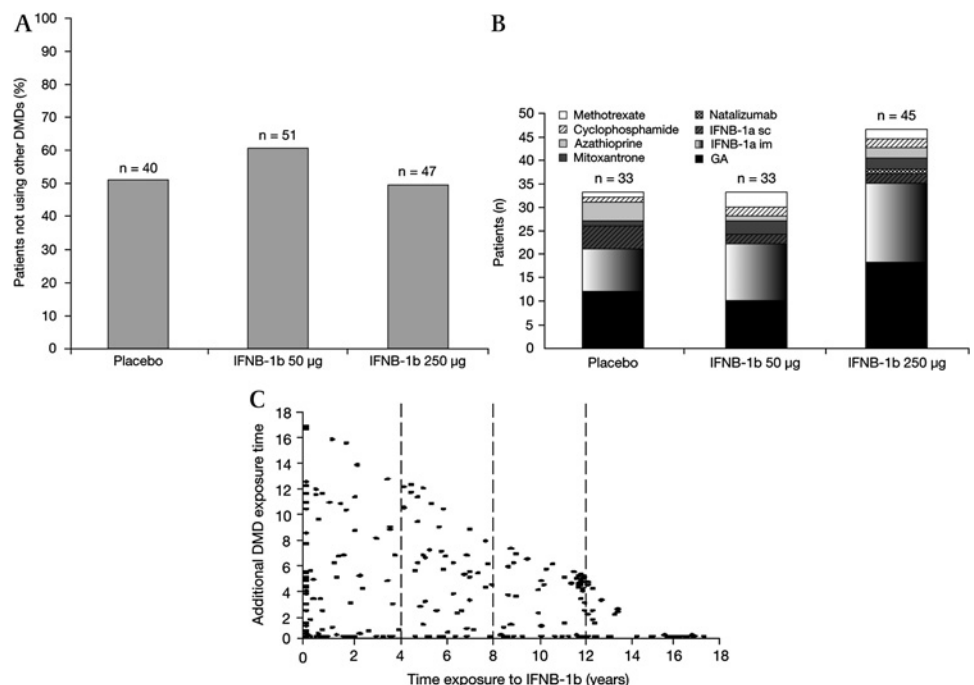 A
Patients not using other DMDs (%)
100
90
80
70
60
50
40
30
20
10
0
n = 40
n = 51
n = 47
Placebo
IFNB-1b 50 µg
IFNB-1b 250 µg
B
Patients (n)
50
45
40
35
30
25
20
15
10
5
0
Methotrexate
Cyclophosphamide
Azathioprine
Mitoxantrone
Natalizumab
IFNB-1a sc
IFNB-1a im
GA
n = 33
n = 33
n = 45
Placebo
IFNB-1b 50 µg
IFNB-1b 250 µg
C
Additional DMD exposure time
18
16
14
12
10
8
6
4
2
0
0 2 4 6 8 10 12 14 16 18
Time exposure to IFNB-1b (years)